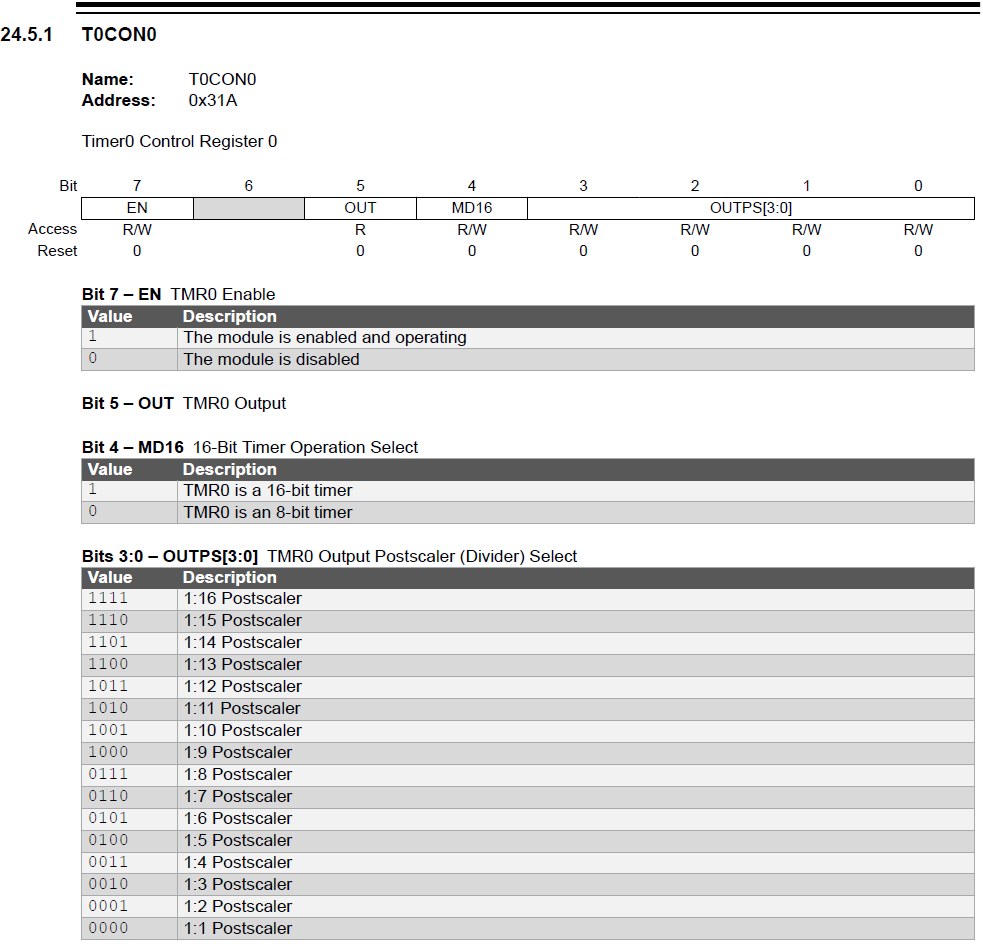 24.5.1 T0CON0
Name: T0CON0
Address: 0x31A
Timer0 Control Register 0
Bit 7 6 5 4 3 2 1 0
EN OUT MD16 OUTPS[3:0]
Access R/W R R/W R/W R/W R/W R/W
Reset 0 0 0 0 0 0 0
Bit 7 – EN TMR0 Enable
Value Description
1 The module is enabled and operating
0 The module is disabled
Bit 5 – OUT TMR0 Output
Bit 4 – MD16 16-Bit Timer Operation Select
Value Description
1 TMR0 is a 16-bit timer
0 TMR0 is an 8-bit timer
Bits 3:0 – OUTPS[3:0] TMR0 Output Postscaler (Divider) Select
Value Description
1111 1:16 Postscaler
1110 1:15 Postscaler
1101 1:14 Postscaler
1100 1:13 Postscaler
1011 1:12 Postscaler
1010 1:11 Postscaler
1001 1:10 Postscaler
1000 1:9 Postscaler
0111 1:8 Postscaler
0110 1:7 Postscaler
0101 1:6 Postscaler
0100 1:5 Postscaler
0011 1:4 Postscaler
0010 1:3 Postscaler
0001 1:2 Postscaler
0000 1:1 Postscaler